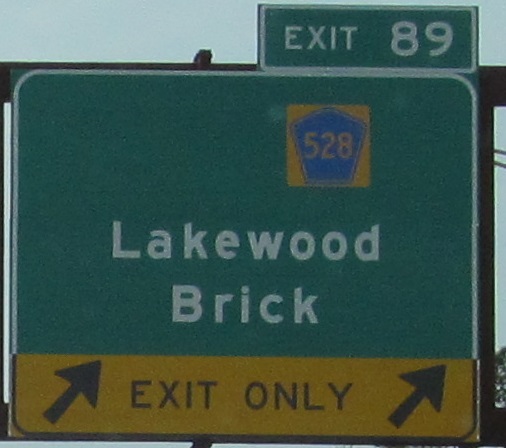 EXIT 89
528
Lakewood
Brick
EXIT ONLY